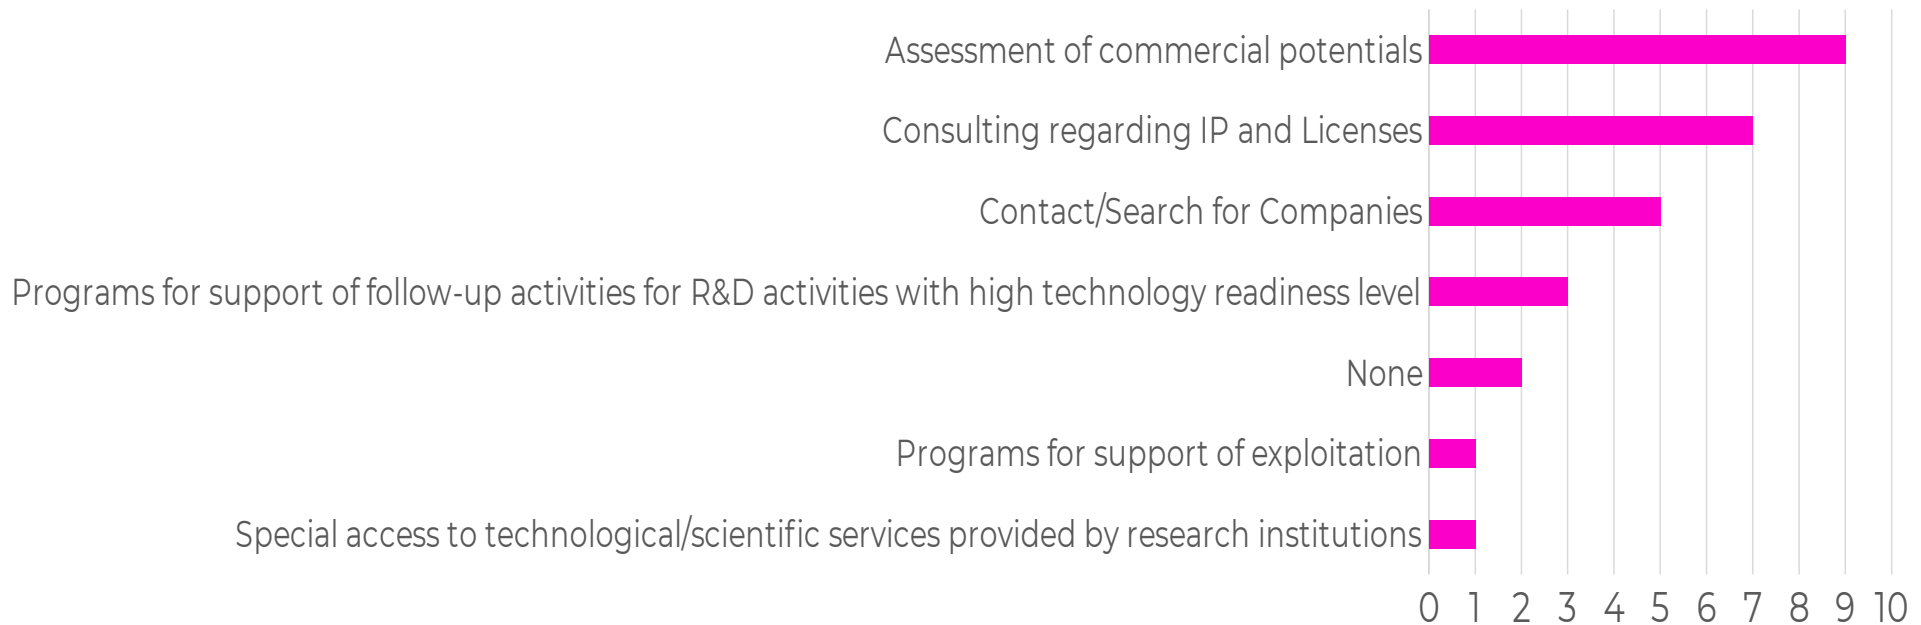 Assessment of commercial potentials
Consulting regarding IP and Licenses
Contact/Search for Companies
Programs for support of follow-up activities for R&D activities with high technology readiness level
None
Programs for support of exploitation
Special access to technological/scientific services provided by research institutions
0 1 2 3 4 5 6 7 8 9 10